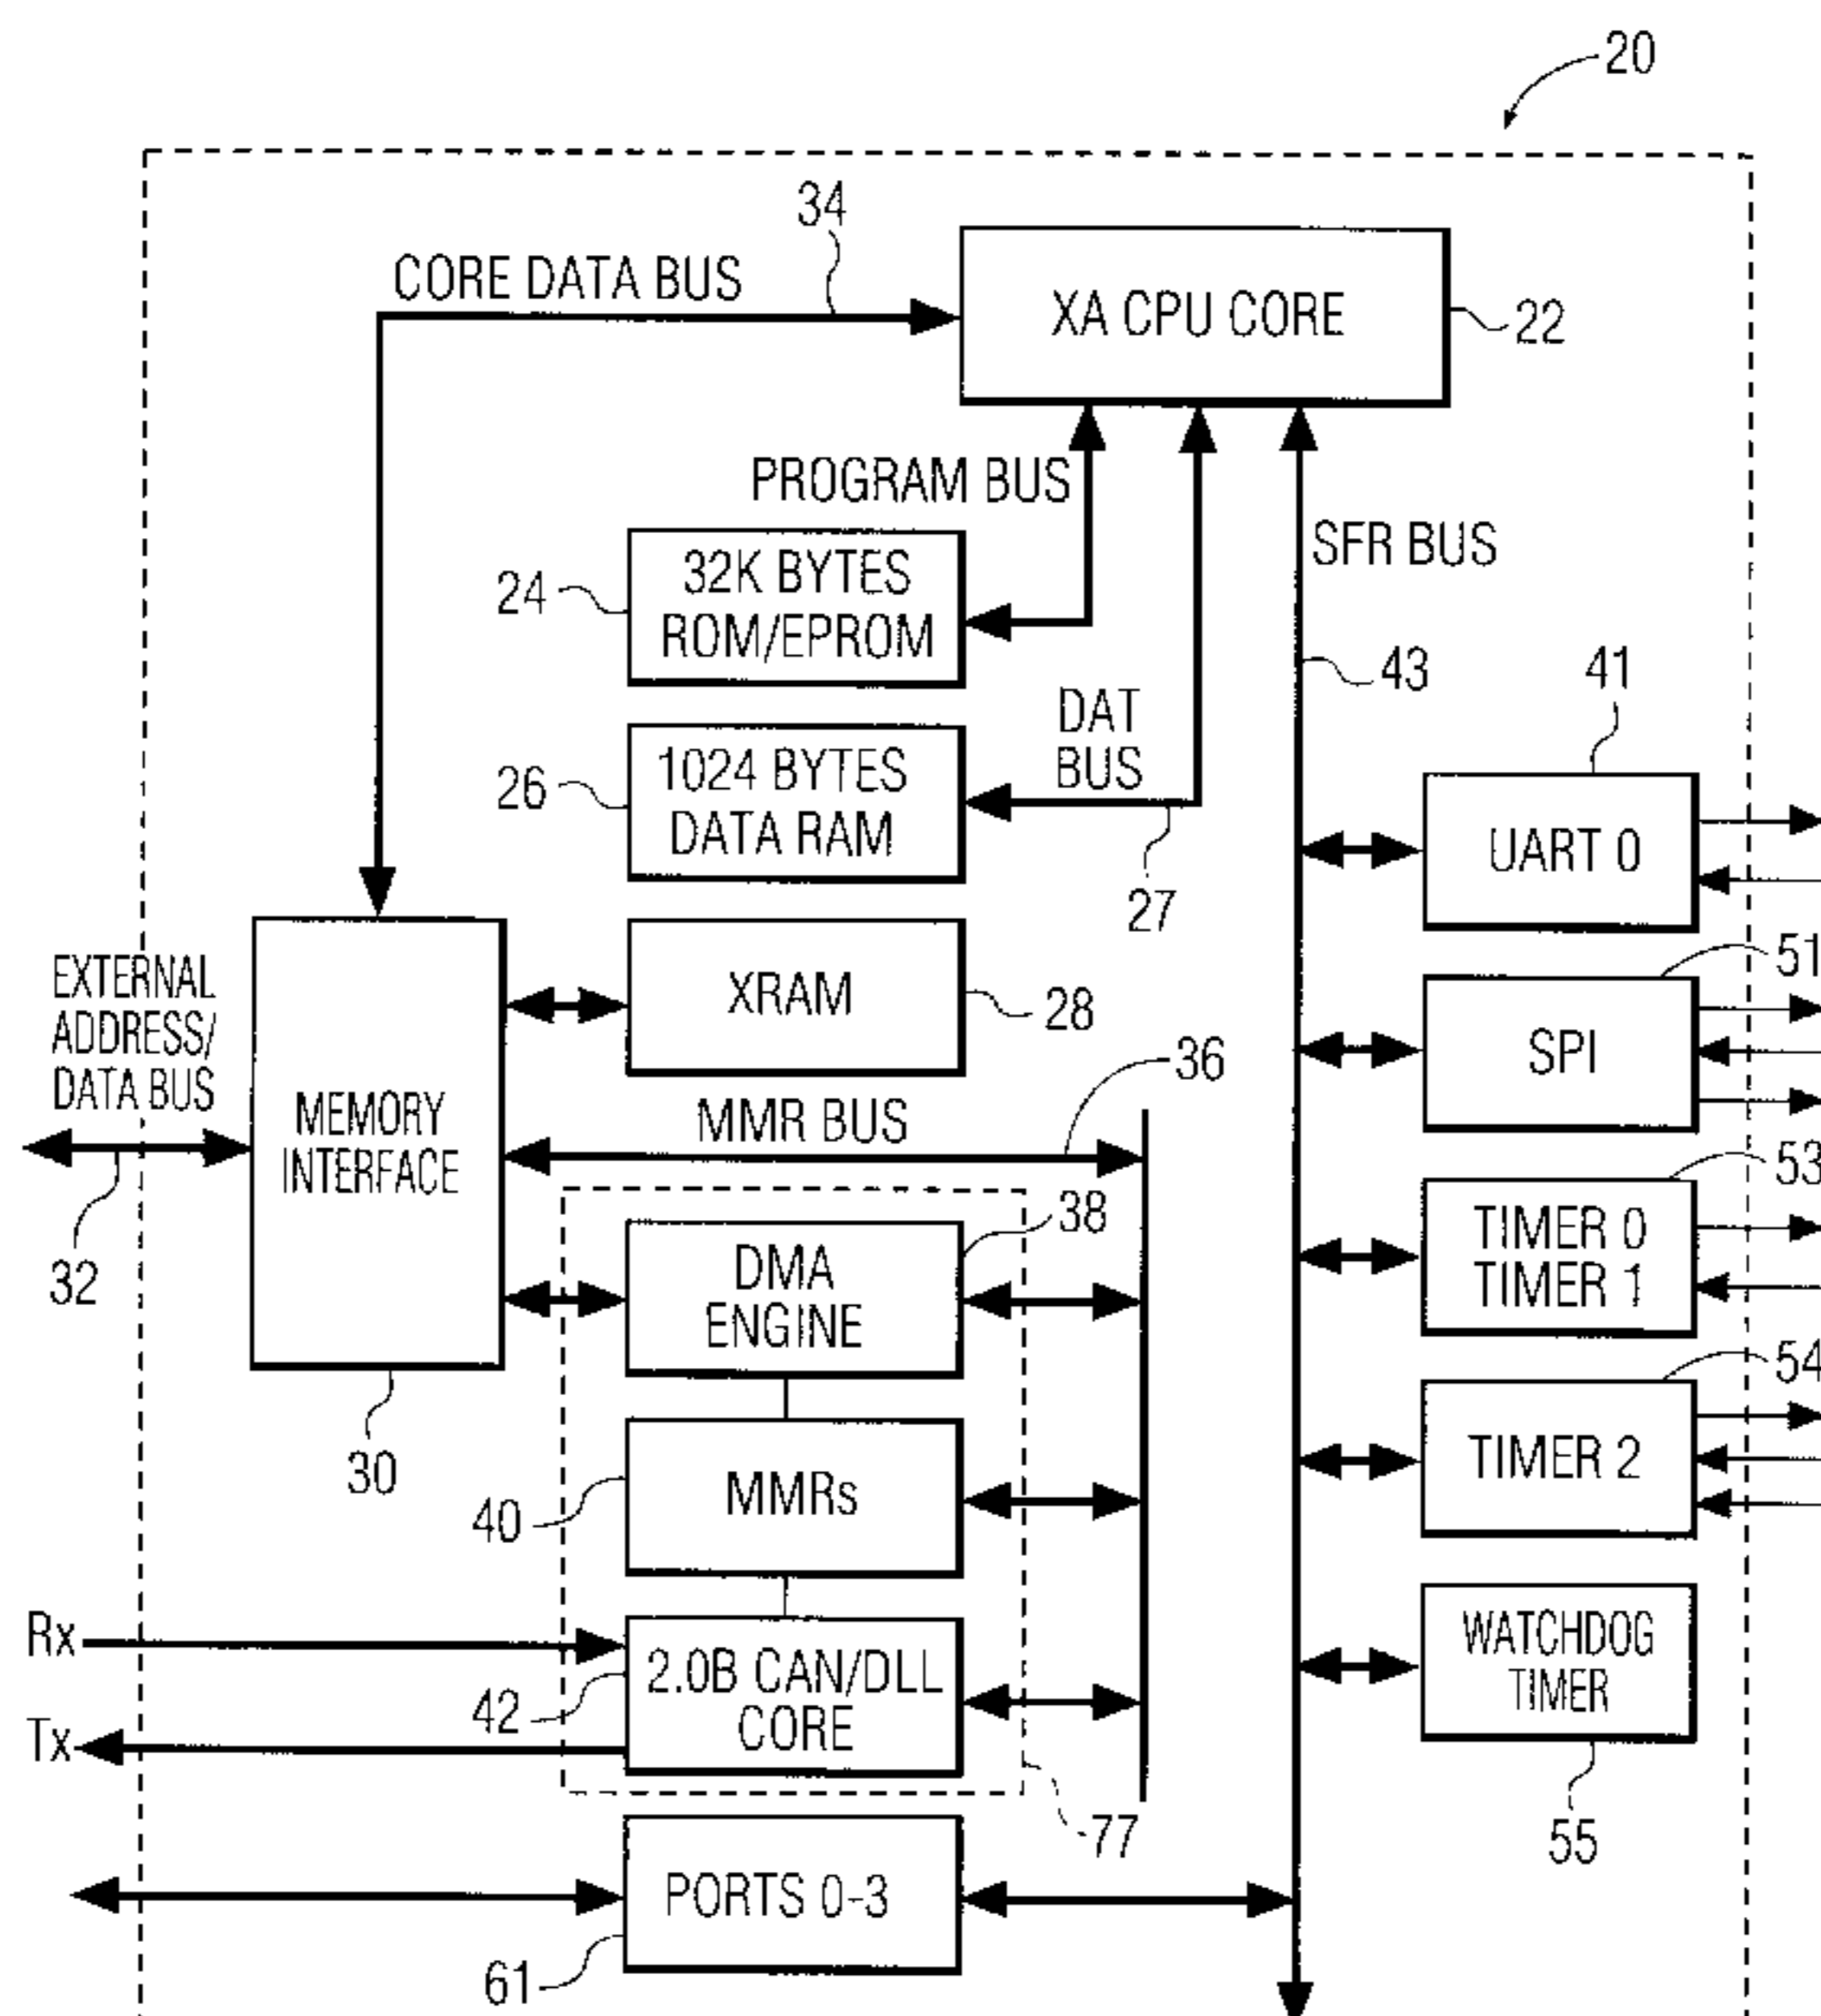 20
34
CORE DATA BUS
XA CPU CORE
22
PROGRAM BUS
SFR BUS
24
32K BYTES
ROM/EPROM
43
41
DAT
BUS
26
1024 BYTES
DATA RAM
27
UART 0
51
EXTERNAL
ADDRESS/
DATA BUS
XRAM
28
SPI
36
MEMORY
INTERFACE
MMR BUS
53
32
38
DMA
ENGINE
TIMER 0
TIMER 1
54
30
40
MMRs
TIMER 2
Rx
42
2.0B CAN/DLL
CORE
WATCHDOG
TIMER
Tx
77
55
PORTS 0-3
61